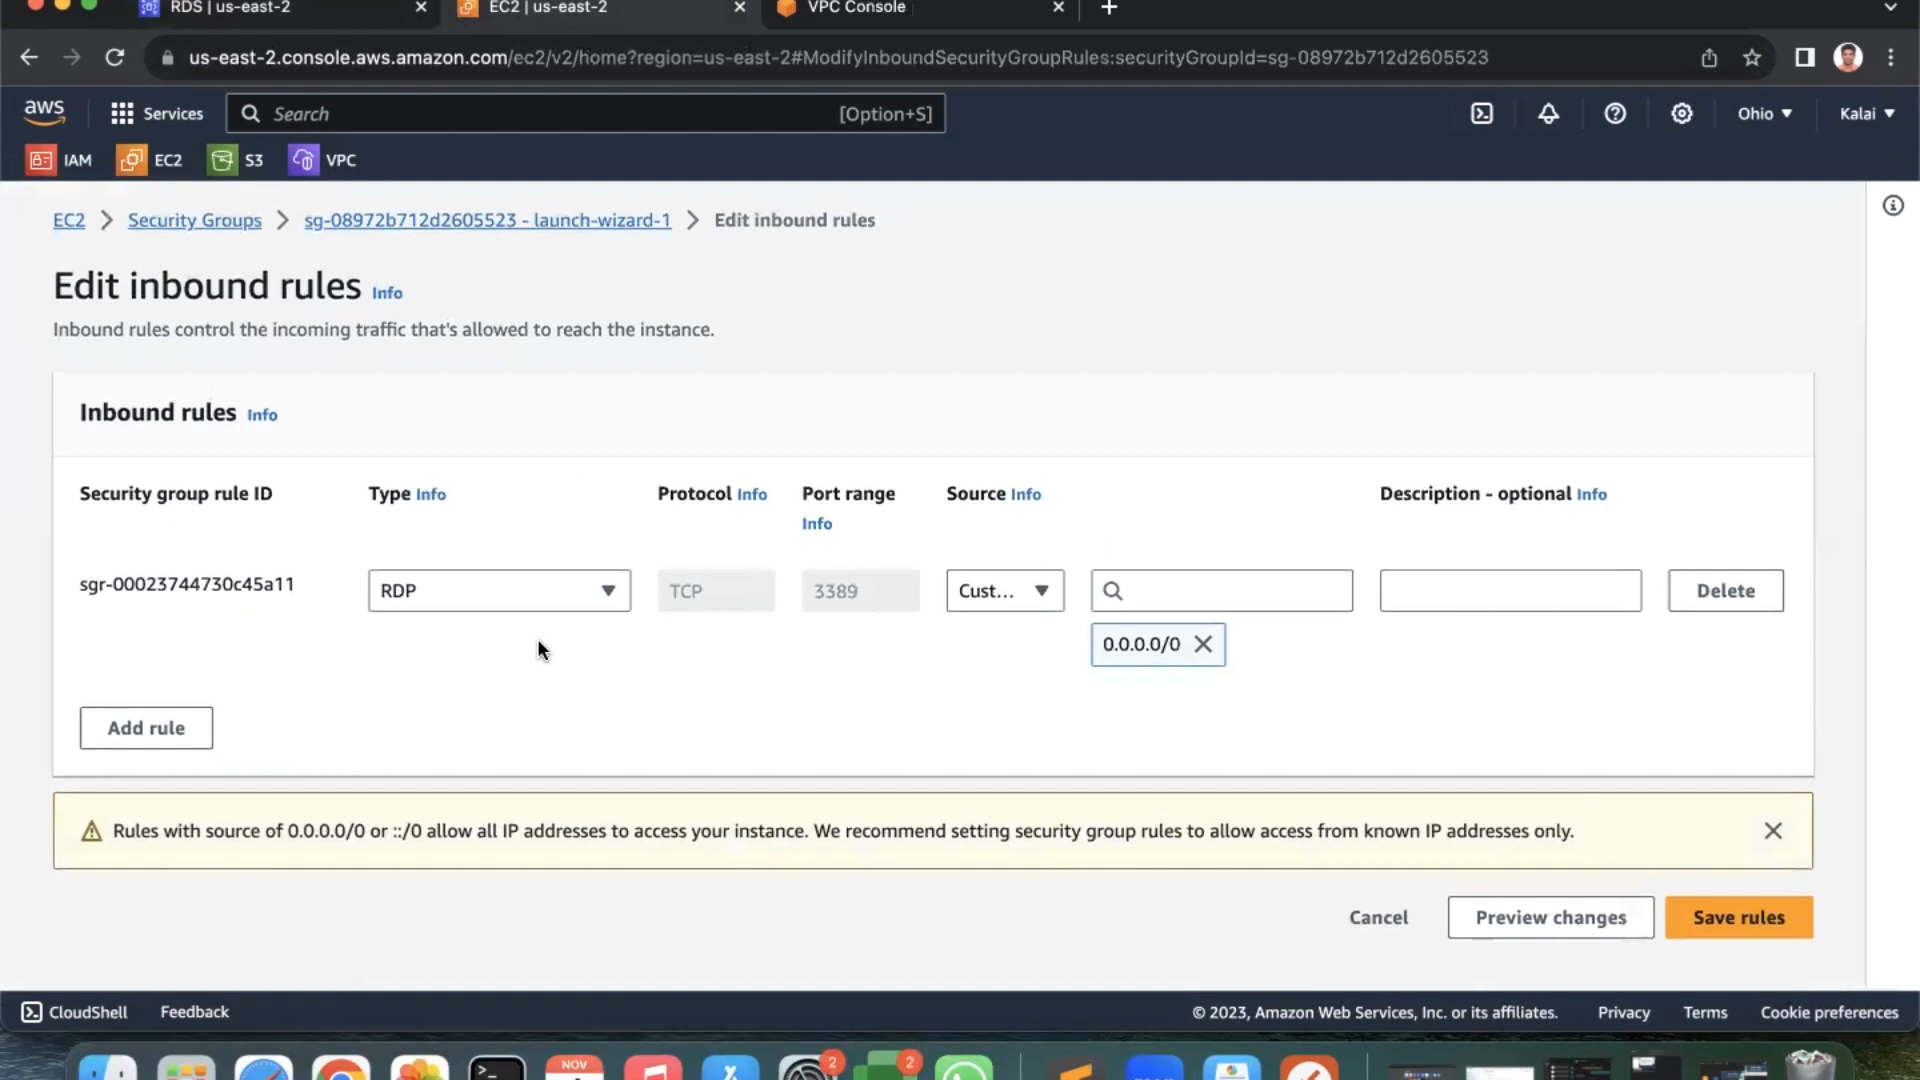 RDS | us-east-2
EC2 | us-east-2
VPC Console
us-east-2.console.aws.amazon.com/ec2/v2/home?region=us-east-2#ModifyInboundSecurityGroupRules:securityGroupId=sg-08972b712d2605523
aws Services Search [Option+S] Ohio Kalai
IAM EC2 S3 VPC
EC2 Security Groups sg-08972b712d2605523 - launch-wizard-1 Edit inbound rules
Edit inbound rules Info
Inbound rules control the incoming traffic that's allowed to reach the instance.
Inbound rules Info
Security group rule ID Type Info Protocol Info Port range Info Source Info Description - optional Info
sgr-00023744730c45a11 RDP TCP 3389 Cust... Delete
0.0.0.0/0
Add rule
Rules with source of 0.0.0.0/0 or ::/0 allow all IP addresses to access your instance. We recommend setting security group rules to allow access from known IP addresses only.
Cancel Preview changes Save rules
CloudShell Feedback © 2023, Amazon Web Services, Inc. or its affiliates. Privacy Terms Cookie preferences
NOV 2 2